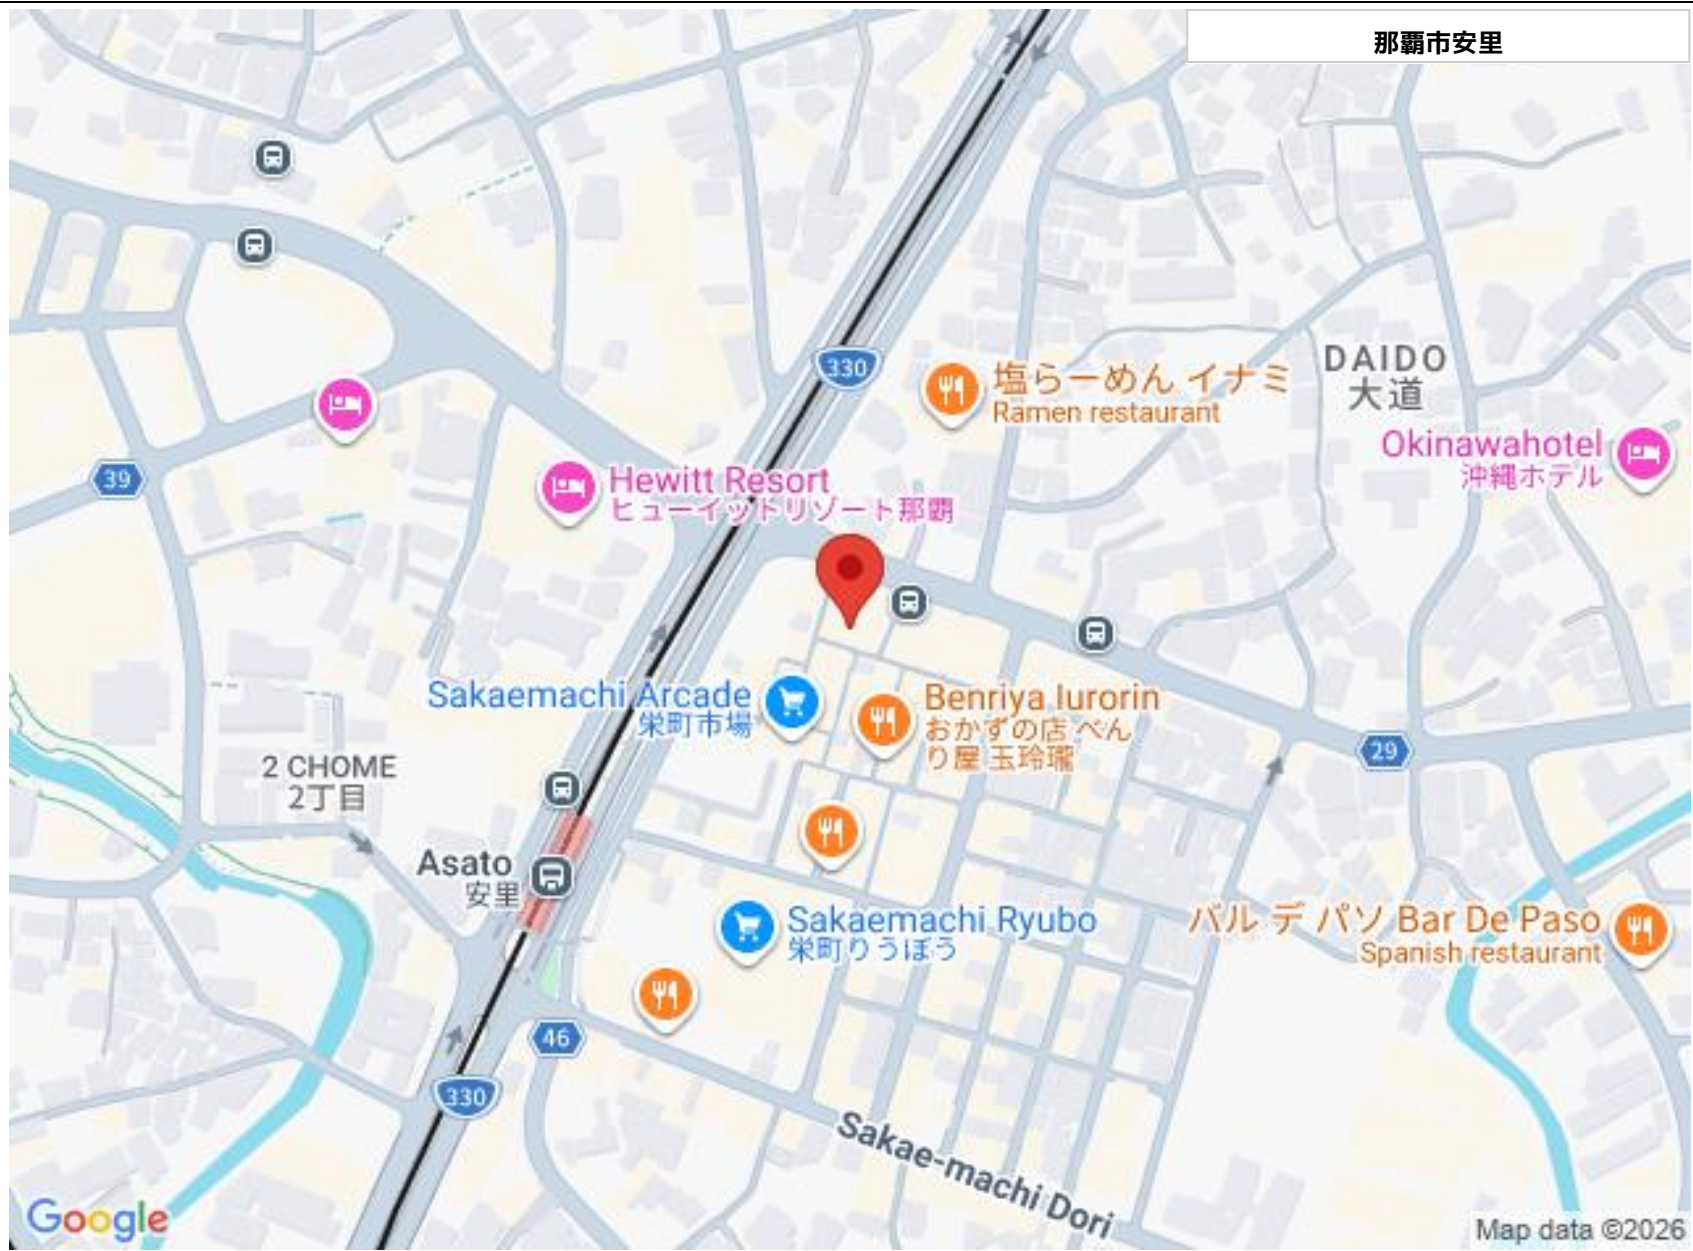 那覇市安里
330
塩らーめん イナミ
Ramen restaurant
DAIDO
大道
Okinawahotel
沖縄ホテル
39
Hewitt Resort
ヒューイットリゾート那覇
Sakaemachi Arcade
栄町市場
Benriya Iurorin
おかずの店 べん
り屋 玉玲瓏
29
2 CHOME
2丁目
Asato
安里
Sakaemachi Ryubo
栄町りうぼう
バル デ パソ Bar De Paso
Spanish restaurant
46
330
Sakae-machi Dori
Google
Map data ©2026